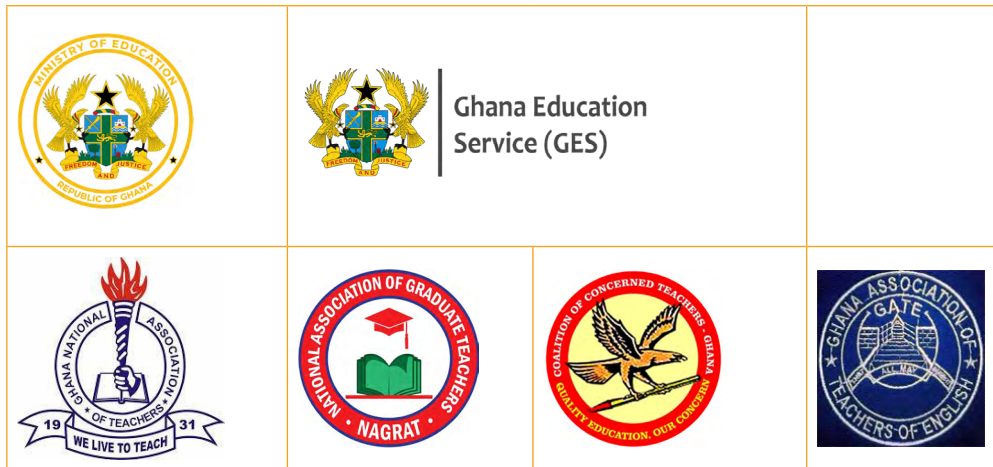 MINISTRY OF EDUCATION
FREEDOM AND JUSTICE
REPUBLIC OF GHANA
FREEDOM AND JUSTICE
Ghana Education
Service (GES)
GHANA NATIONAL ASSOCIATION
OF TEACHERS
19 31
WE LIVE TO TEACH
NATIONAL ASSOCIATION OF GRADUATE TEACHERS
NAGRAT
COALITION OF CONCERNED TEACHERS - GHANA
QUALITY EDUCATION, OUR CONCERN
GHANA ASSOCIATION OF
TEACHERS OF ENGLISH
GATE
ALL MAY